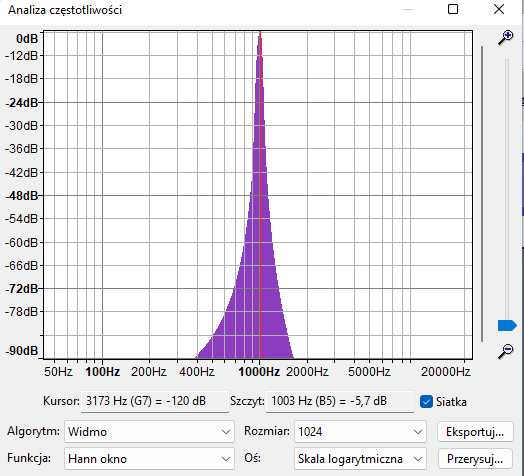 Analiza częstotliwości
0dB
-12dB
-18dB
-24dB
-30dB
-36dB
-42dB
-48dB
-54dB
-60dB
-66dB
-72dB
-78dB
-90dB
50Hz 100Hz 200Hz 400Hz 1000Hz 2000Hz 4000Hz 20000Hz
Kursor: 3173 Hz (G7) = -120 dB Szczyt: 1003 Hz (B5) = -5,7 dB Siatka
Algorytm: Widmo Rozmiar: 1024 Eksportuj...
Funkcja: Hann okno Oś: Skala logarytmiczna Przerysuj...